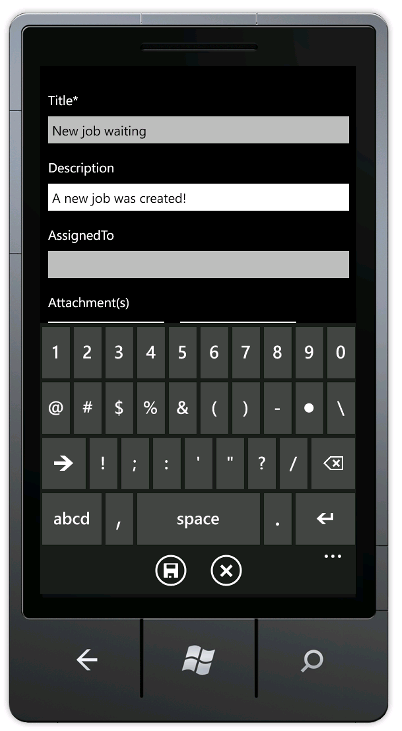 Title*
New job waiting
Description
A new job was created!
AssignedTo
Attachment(s)
1 2 3 4 5 6 7 8 9 0
@ # $ % & ( ) - ● \
→ ! ; : ' " ? /
abcd , space . ↵
...